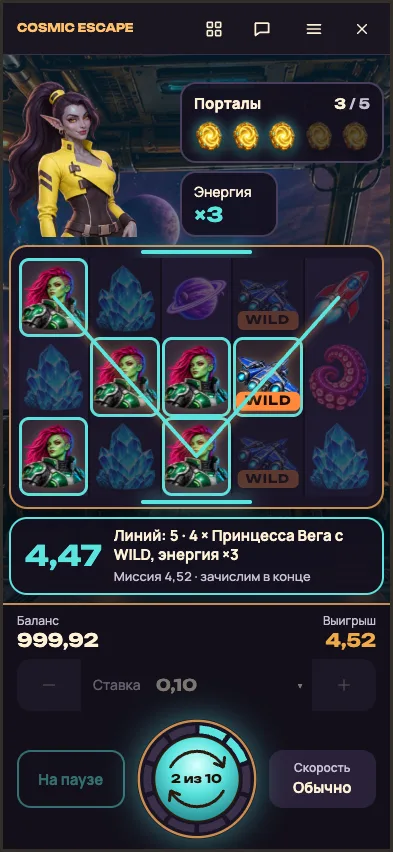 COSMIC ESCAPE
Порталы 3 / 5
Энергия
×3
WILD
WILD
WILD
4,47
Линий: 5 · 4 × Принцесса Вега с
WILD, энергия ×3
Миссия 4,52 · зачислим в конце
Баланс Выигрыш
999,92 4,52
− Ставка 0,10 ▾ +
На паузе
2 из 10
Скорость
Обычно